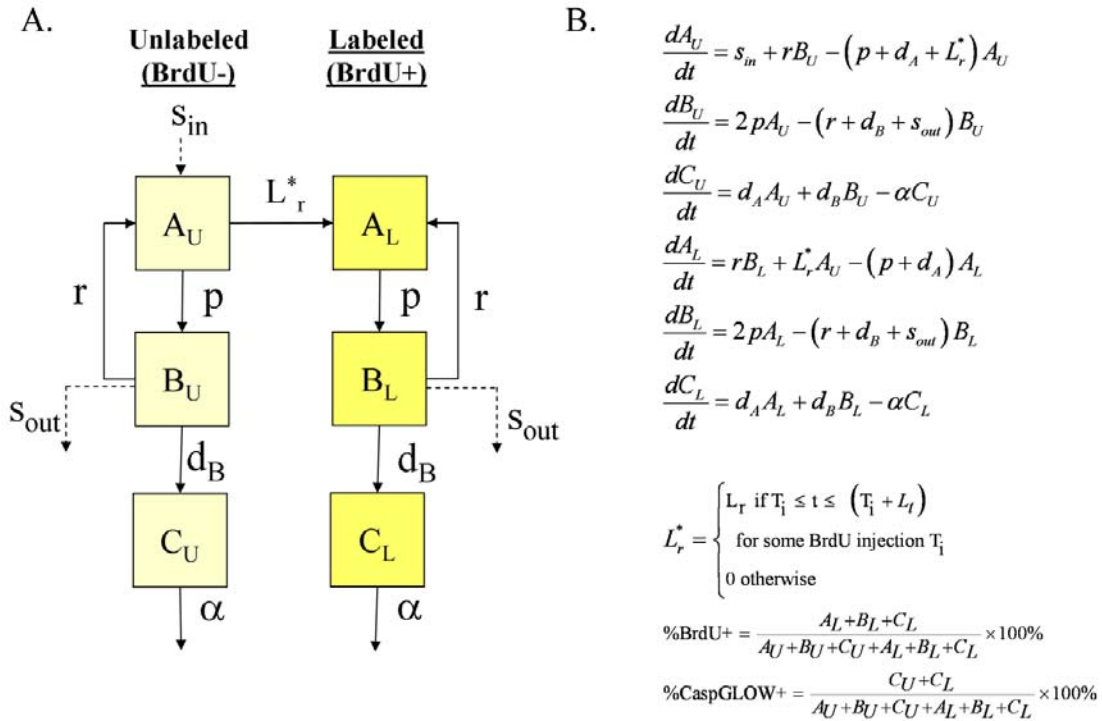 A.
Unlabeled
(BrdU-)
Labeled
(BrdU+)
s_in
L*_r
A_U
A_L
r
p
p
r
B_U
B_L
s_out
s_out
d_B
d_B
C_U
C_L
α
α
B.
dA_U/dt = s_in + rB_U − (p + d_A + L*_r) A_U
dB_U/dt = 2pA_U − (r + d_B + s_out) B_U
dC_U/dt = d_A A_U + d_B B_U − αC_U
dA_L/dt = rB_L + L*_r A_U − (p + d_A) A_L
dB_L/dt = 2pA_L − (r + d_B + s_out) B_L
dC_L/dt = d_A A_L + d_B B_L − αC_L
L*_r = { L_r if T_i ≤ t ≤ (T_i + L_t)
for some BrdU injection T_i
0 otherwise
%BrdU+ = (A_L+B_L+C_L)/(A_U+B_U+C_U+A_L+B_L+C_L) ×100%
%CaspGLOW+ = (C_U+C_L)/(A_U+B_U+C_U+A_L+B_L+C_L) ×100%